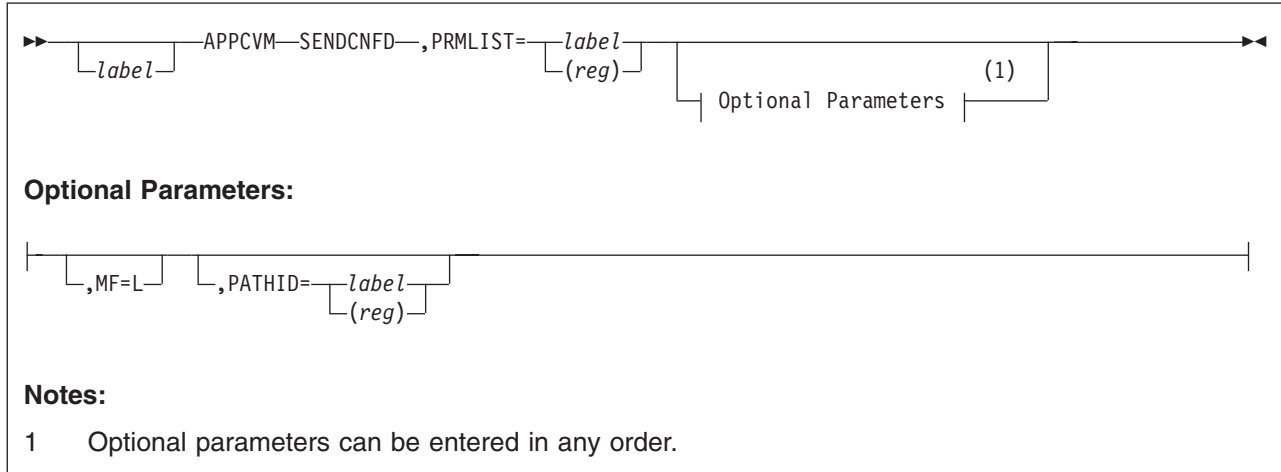 APPCVM SENDCNFD ,PRMLIST= label
label (reg) (1)
Optional Parameters
Optional Parameters:
,MF=L ,PATHID= label
(reg)
Notes:
1 Optional parameters can be entered in any order.